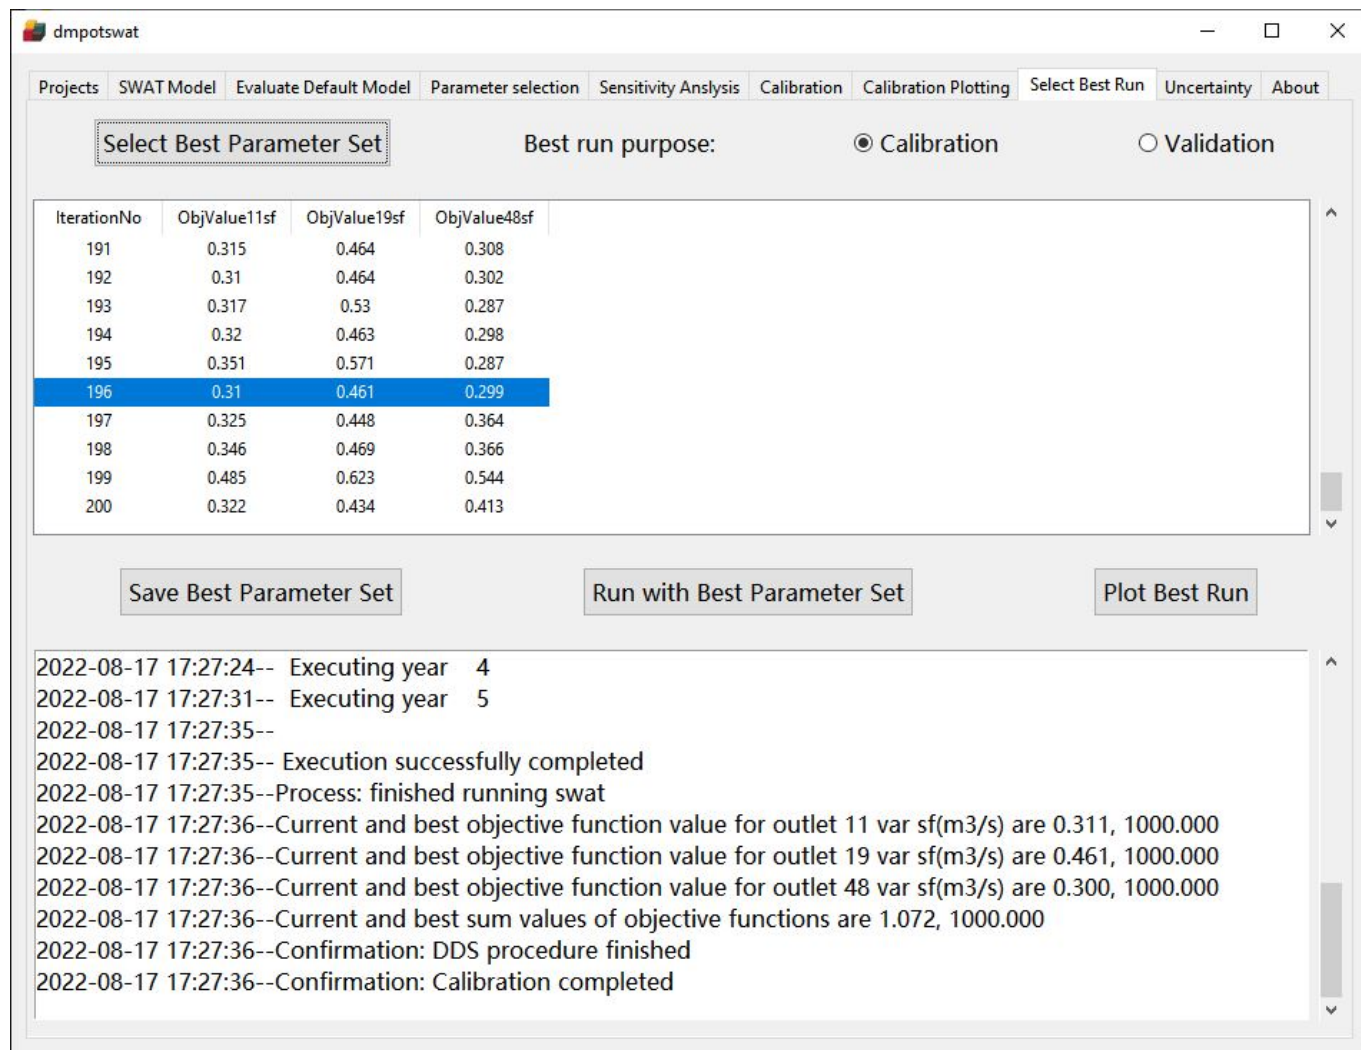 dmpotswat
Projects SWAT Model Evaluate Default Model Parameter selection Sensitivity Anslysis Calibration Calibration Plotting Select Best Run Uncertainty About
Select Best Parameter Set Best run purpose: Calibration Validation
IterationNo ObjValue11sf ObjValue19sf ObjValue48sf
191 0.315 0.464 0.308
192 0.31 0.464 0.302
193 0.317 0.53 0.287
194 0.32 0.463 0.298
195 0.351 0.571 0.287
196 0.31 0.461 0.299
197 0.325 0.448 0.364
198 0.346 0.469 0.366
199 0.485 0.623 0.544
200 0.322 0.434 0.413
Save Best Parameter Set Run with Best Parameter Set Plot Best Run
2022-08-17 17:27:24-- Executing year 4
2022-08-17 17:27:31-- Executing year 5
2022-08-17 17:27:35--
2022-08-17 17:27:35-- Execution successfully completed
2022-08-17 17:27:35--Process: finished running swat
2022-08-17 17:27:36--Current and best objective function value for outlet 11 var sf(m3/s) are 0.311, 1000.000
2022-08-17 17:27:36--Current and best objective function value for outlet 19 var sf(m3/s) are 0.461, 1000.000
2022-08-17 17:27:36--Current and best objective function value for outlet 48 var sf(m3/s) are 0.300, 1000.000
2022-08-17 17:27:36--Current and best sum values of objective functions are 1.072, 1000.000
2022-08-17 17:27:36--Confirmation: DDS procedure finished
2022-08-17 17:27:36--Confirmation: Calibration completed